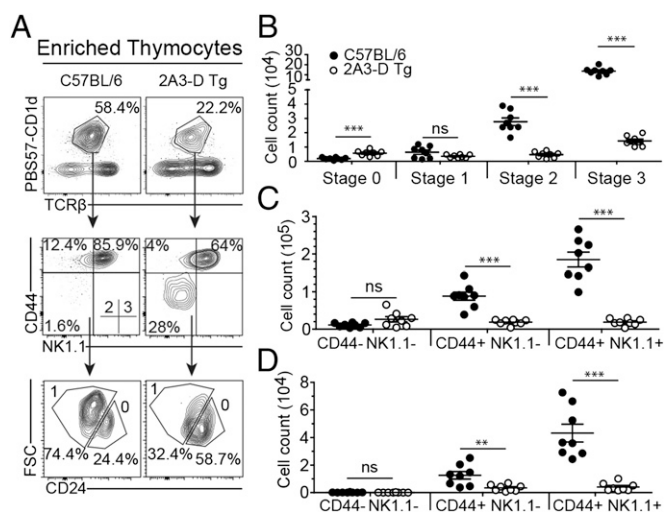 A
Enriched Thymocytes
C57BL/6 2A3-D Tg
58.4% 22.2%
PBS57-CD1d
TCRβ
12.4% 85.9% 4% 64%
CD44
2 3
1.6% 28%
NK1.1
1 0 1 0
FSC
74.4% 24.4% 32.4% 58.7%
CD24
B
C57BL/6
2A3-D Tg
Cell count (10⁴)
30
20
10
5
4
3
2
1
0
*** ns *** ***
Stage 0 Stage 1 Stage 2 Stage 3
C
Cell count (10⁵)
3
2
1
0
ns *** ***
CD44- NK1.1- CD44+ NK1.1- CD44+ NK1.1+
D
Cell count (10⁴)
8
6
4
2
0
ns ** ***
CD44- NK1.1- CD44+ NK1.1- CD44+ NK1.1+